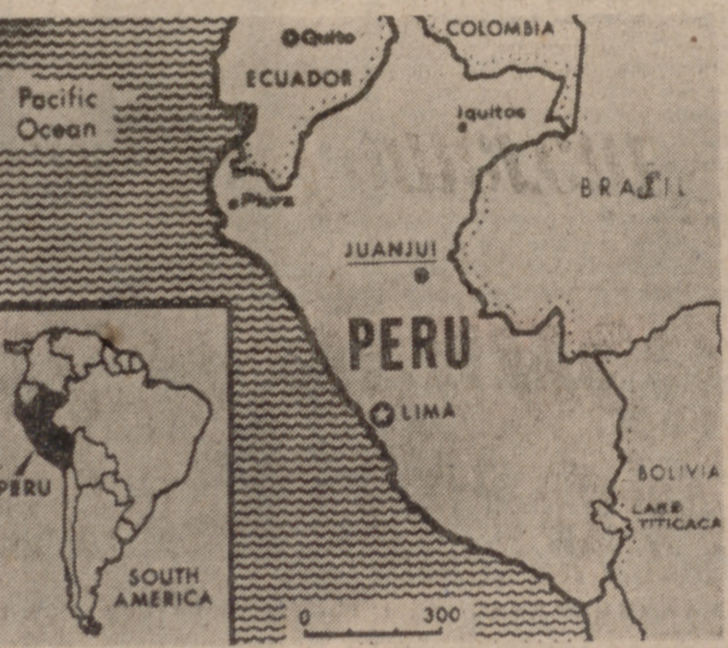 Quito
COLOMBIA
ECUADOR
Pacific
Ocean
Iquitos
BRAZIL
Piura
JUANJUI
PERU
LIMA
BOLIVIA
LAKE
TITICACA
PERU
SOUTH
AMERICA
0 300